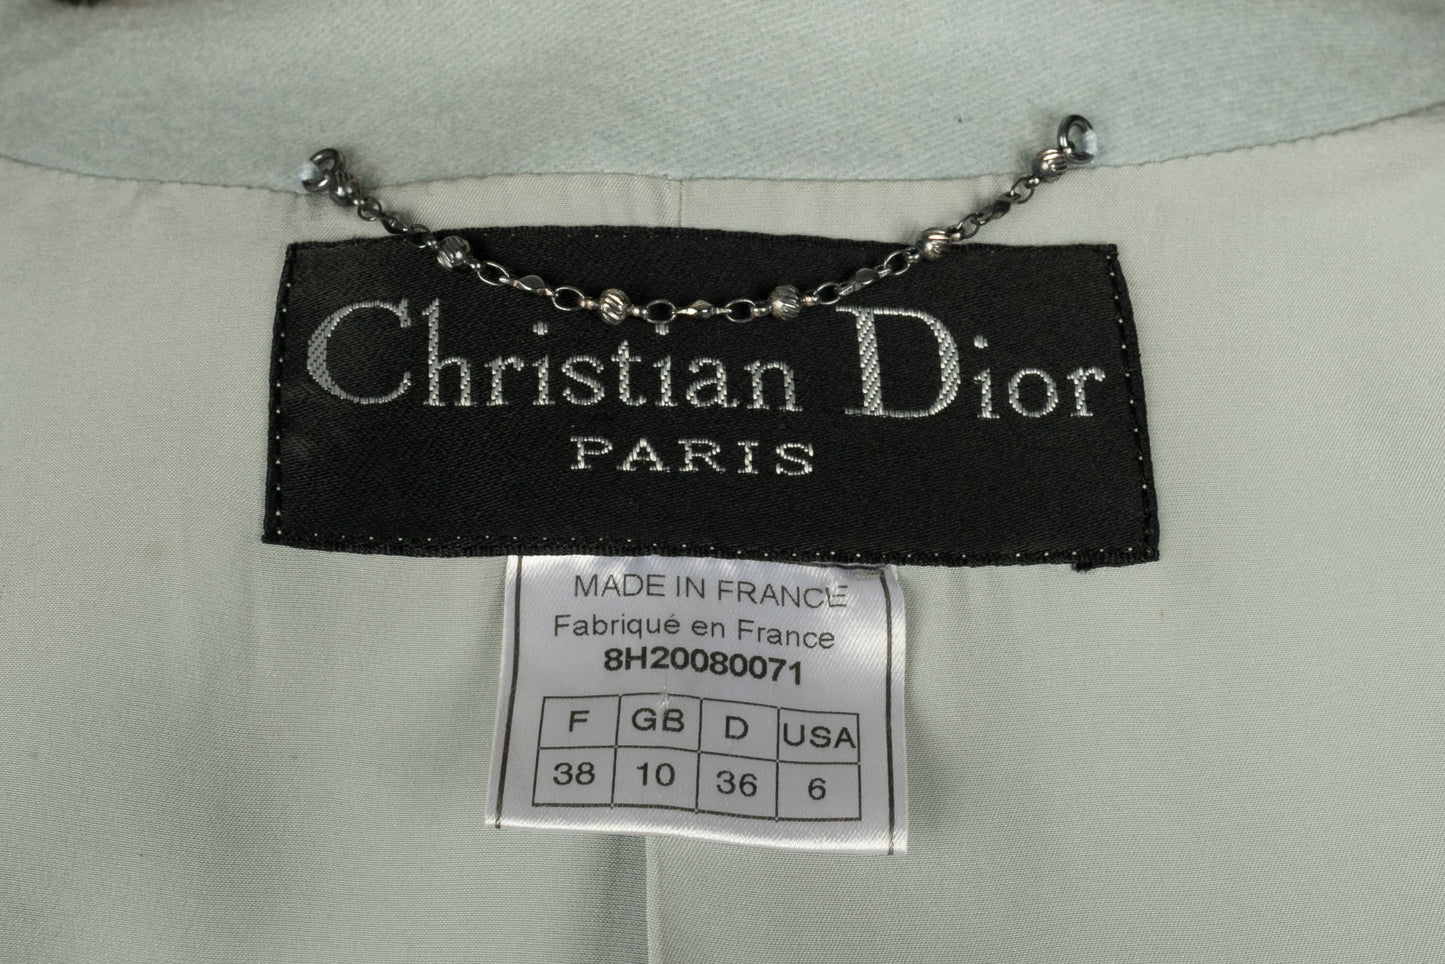 Christian Dior
PARIS
MADE IN FRANCE
Fabriqué en France
8H20080071
F GB D USA
38 10 36 6